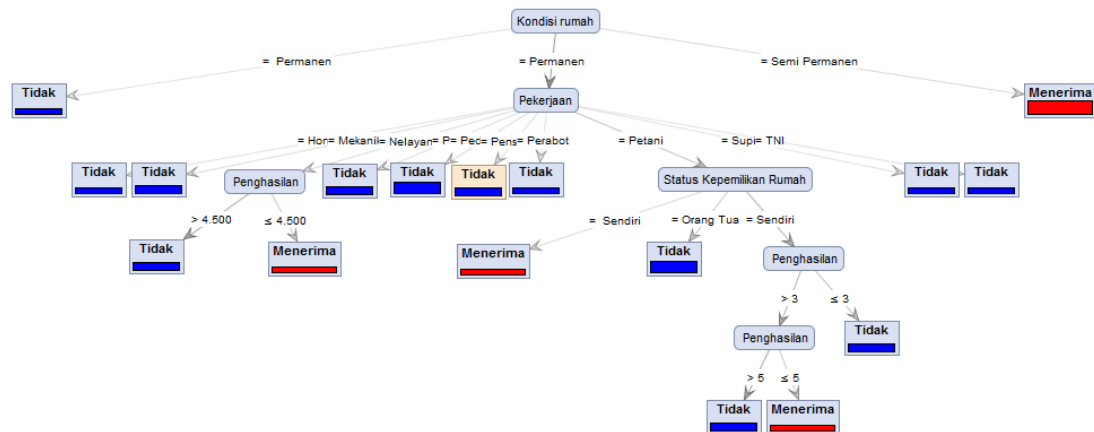 Kondisi rumah
=  Permanen
= Permanen
= Semi Permanen
Tidak
Pekerjaan
Menerima
= Hon
= Mekanik
= Nelayan
= P
= Ped
= Pens
= Perabot
= Petani
= Supi
= TNI
Tidak
Tidak
Penghasilan
Tidak
Tidak
Tidak
Tidak
Status Kepemilikan Rumah
Tidak
Tidak
> 4.500
≤ 4.500
=  Sendiri
= Orang Tua
= Sendiri
Tidak
Menerima
Menerima
Tidak
Penghasilan
> 3
≤ 3
Penghasilan
Tidak
> 5
≤ 5
Tidak
Menerima